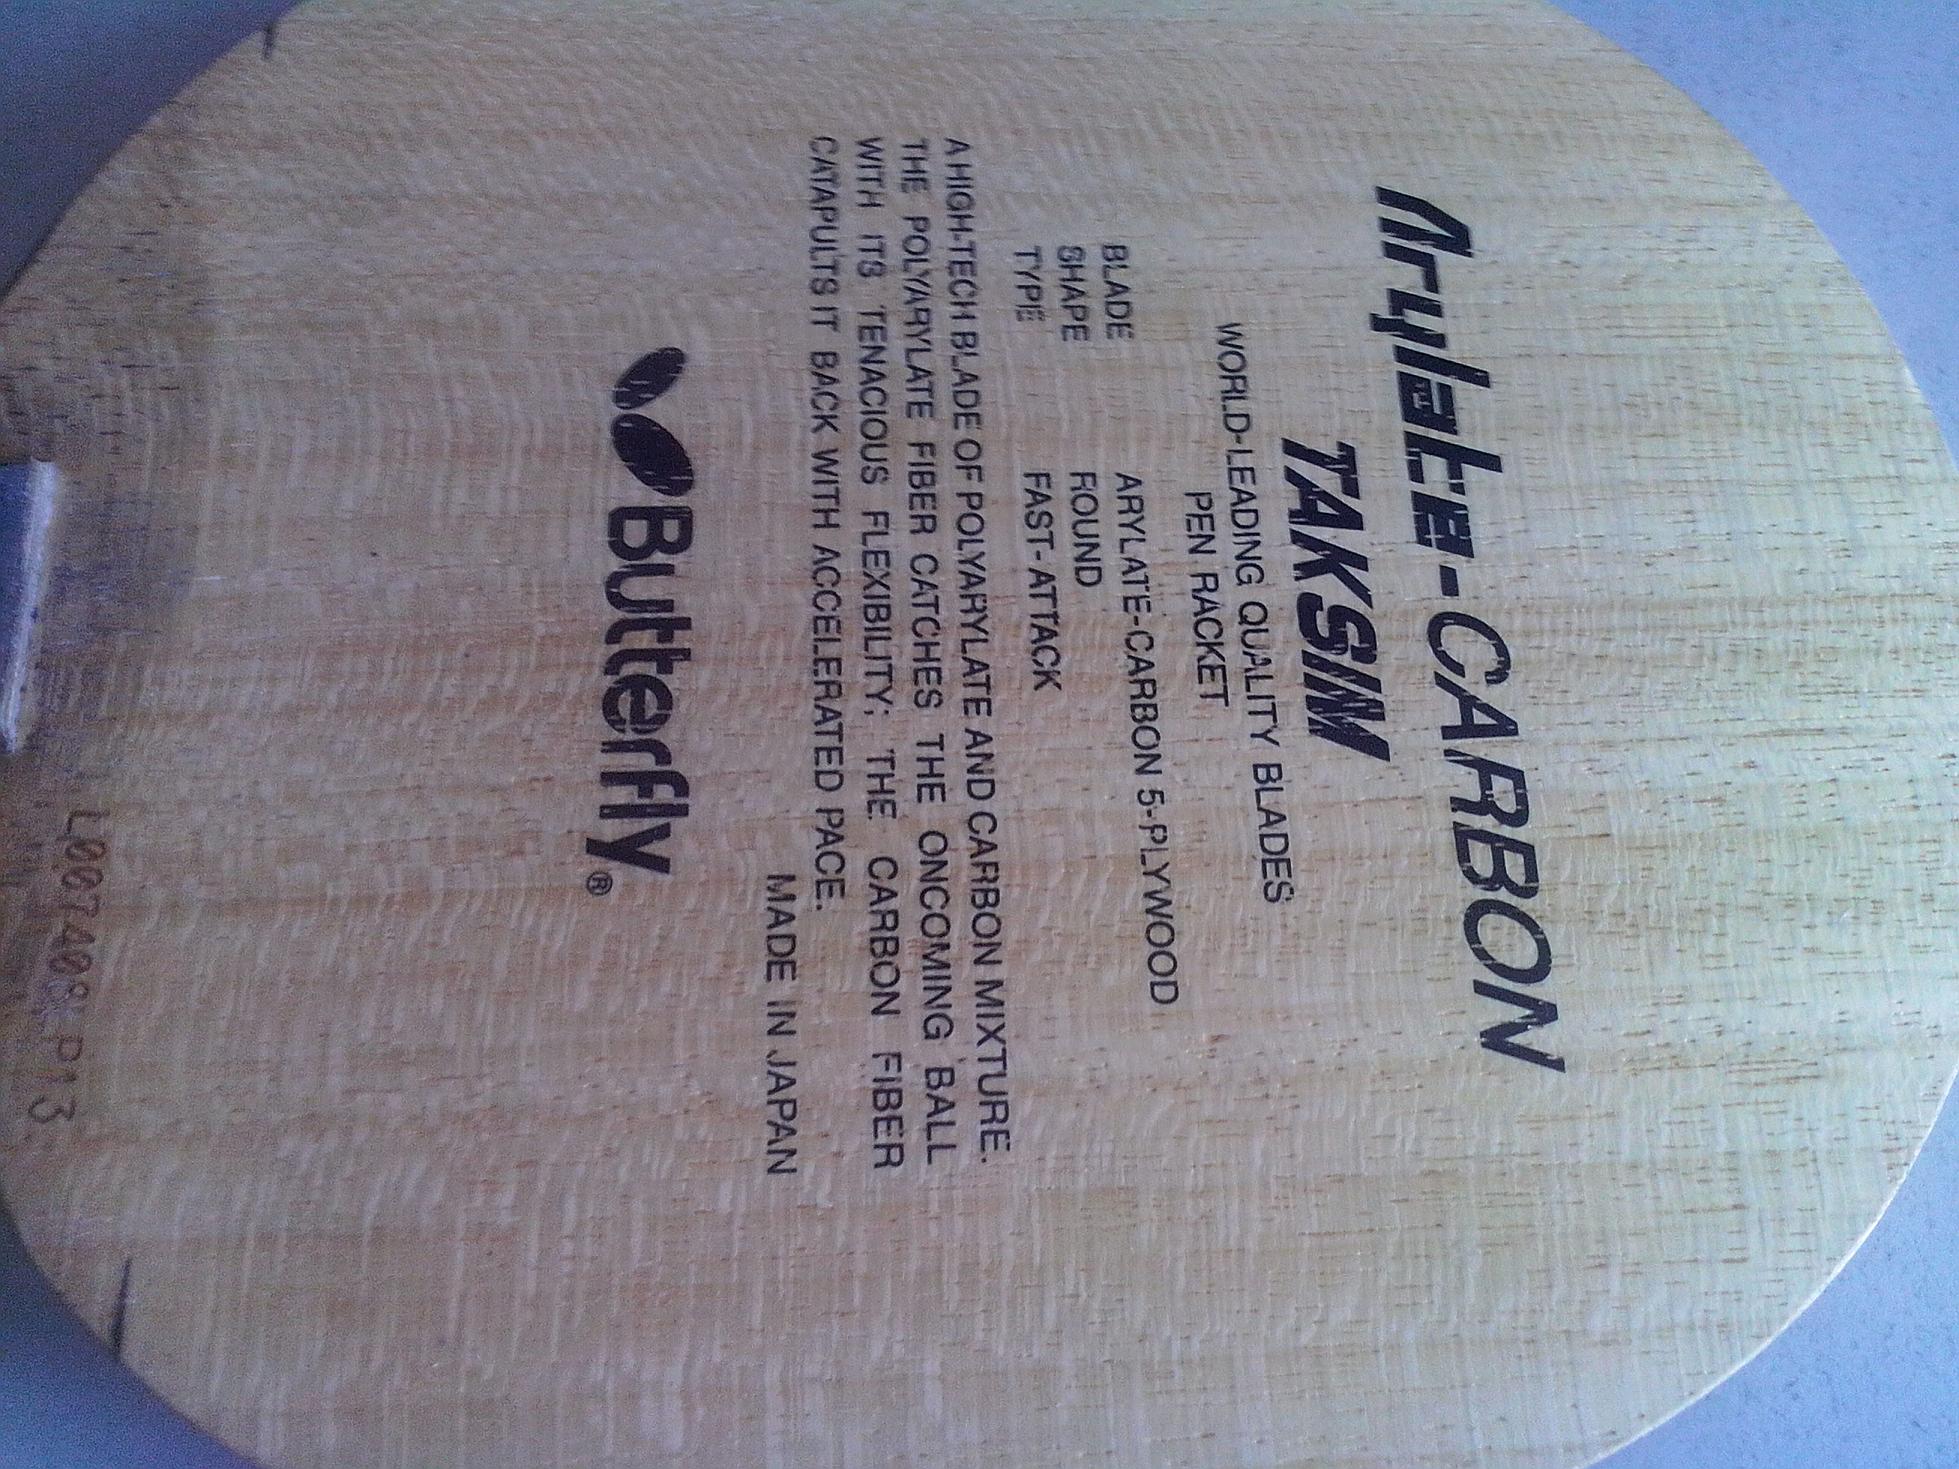 Arylate-CARBON
TAKSIM
WORLD-LEADING QUALITY BLADES
PEN RACKET
BLADE ARYLATE-CARBON 5-PLYWOOD
SHAPE ROUND
TYPE FAST-ATTACK
A HIGH-TECH BLADE OF POLYARYLATE AND CARBON MIXTURE.
THE POLYARYLATE FIBER CATCHES THE ONCOMING BALL
WITH ITS TENACIOUS FLEXIBILITY; THE CARBON FIBER
CATAPULTS IT BACK WITH ACCELERATED PACE.
MADE IN JAPAN
Butterfly®
P13